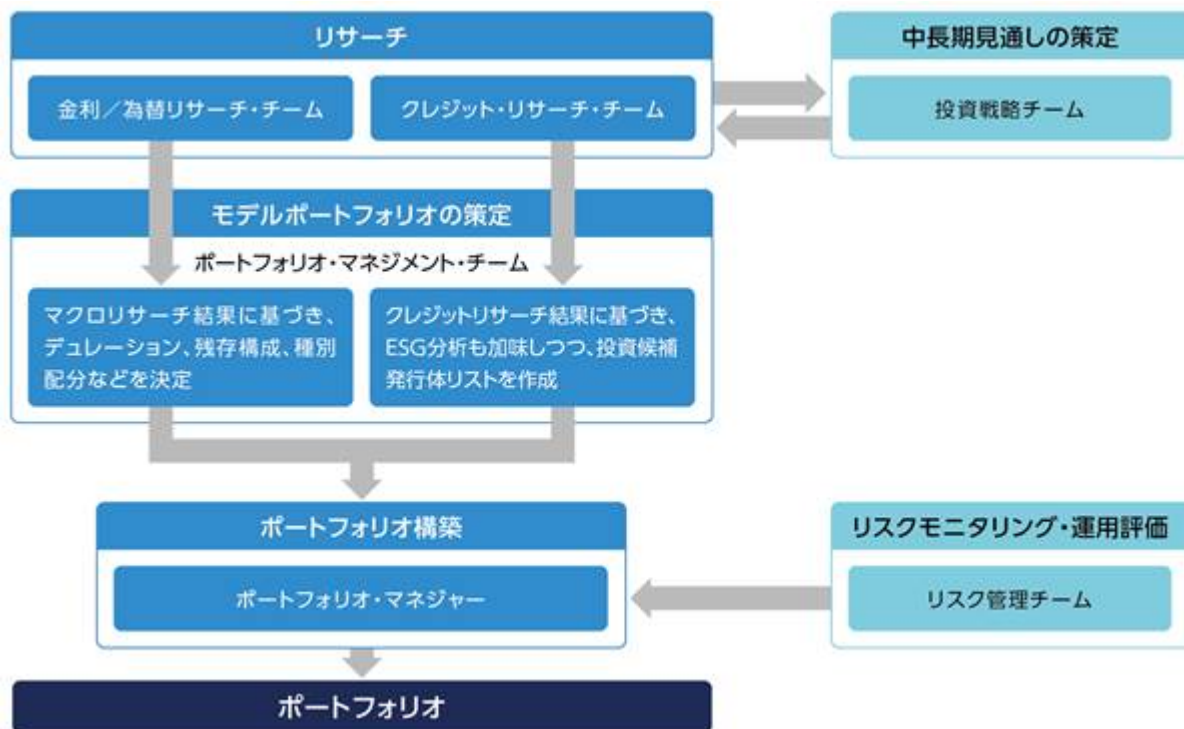 リサーチ
中長期見通しの策定
金利／為替リサーチ・チーム
クレジット・リサーチ・チーム
投資戦略チーム
モデルポートフォリオの策定
ポートフォリオ・マネジメント・チーム
マクロリサーチ結果に基づき、
デュレーション、残存構成、種別
配分などを決定
クレジットリサーチ結果に基づき、
ESG分析も加味しつつ、投資候補
発行体リストを作成
ポートフォリオ構築
リスクモニタリング・運用評価
ポートフォリオ・マネジャー
リスク管理チーム
ポートフォリオ